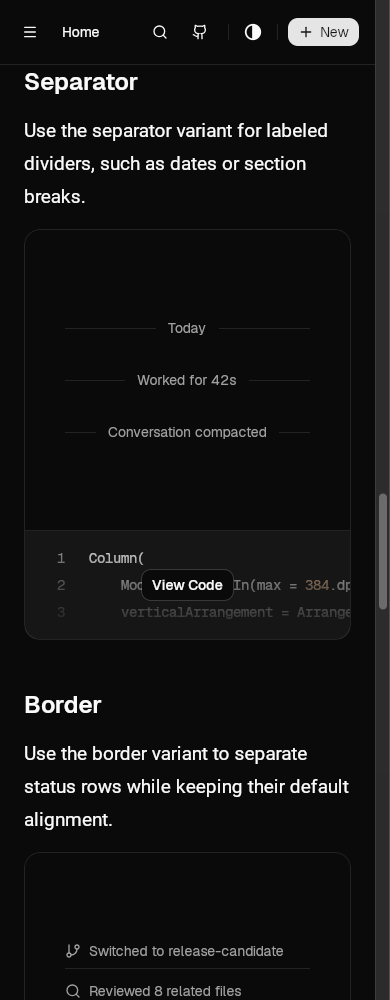 Home
New
Separator
Use the separator variant for labeled
dividers, such as dates or section
breaks.
Today
Worked for 42s
Conversation compacted
1 Column(
2 Mod View Code In(max = 384.dp
3 verticalArrangement = Arrange
Border
Use the border variant to separate
status rows while keeping their default
alignment.
Switched to release-candidate
Reviewed 8 related files